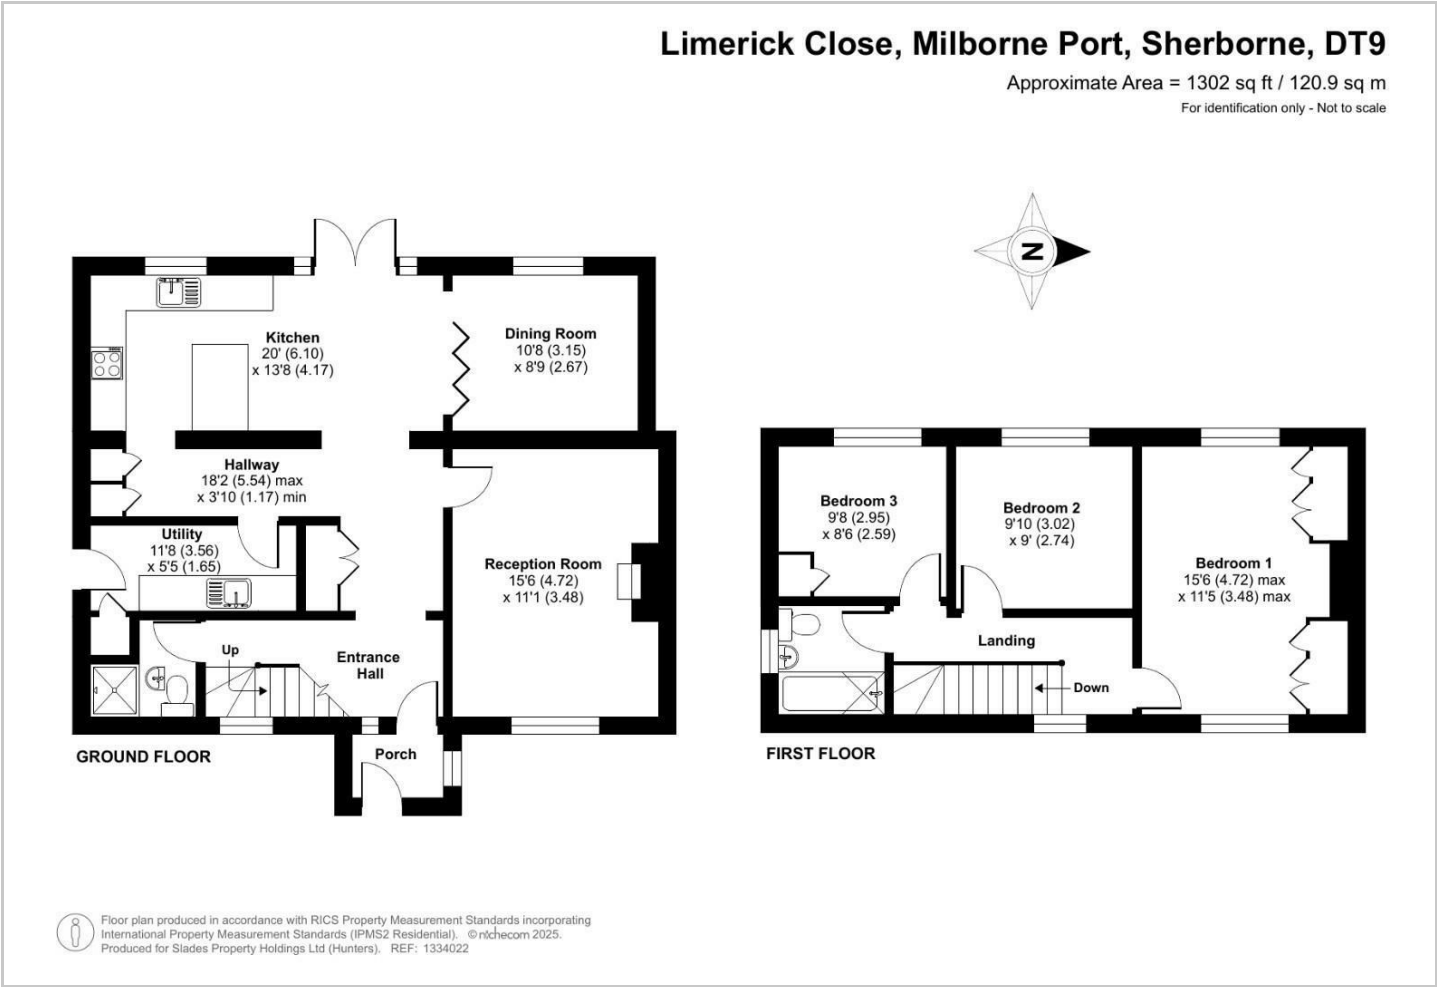 Limerick Close, Milborne Port, Sherborne, DT9
Approximate Area = 1302 sq ft / 120.9 sq m
For identification only - Not to scale
N
Kitchen
20' (6.10)
x 13'8 (4.17)
Dining Room
10'8 (3.15)
x 8'9 (2.67)
Hallway
18'2 (5.54) max
x 3'10 (1.17) min
Utility
11'8 (3.56)
x 5'5 (1.65)
Reception Room
15'6 (4.72)
x 11'1 (3.48)
Up
Entrance
Hall
Porch
GROUND FLOOR
Bedroom 3
9'8 (2.95)
x 8'6 (2.59)
Bedroom 2
9'10 (3.02)
x 9' (2.74)
Bedroom 1
15'6 (4.72) max
x 11'5 (3.48) max
Landing
Down
FIRST FLOOR
Floor plan produced in accordance with RICS Property Measurement Standards incorporating
International Property Measurement Standards (IPMS2 Residential). © nichecom 2025.
Produced for Slades Property Holdings Ltd (Hunters). REF: 1334022